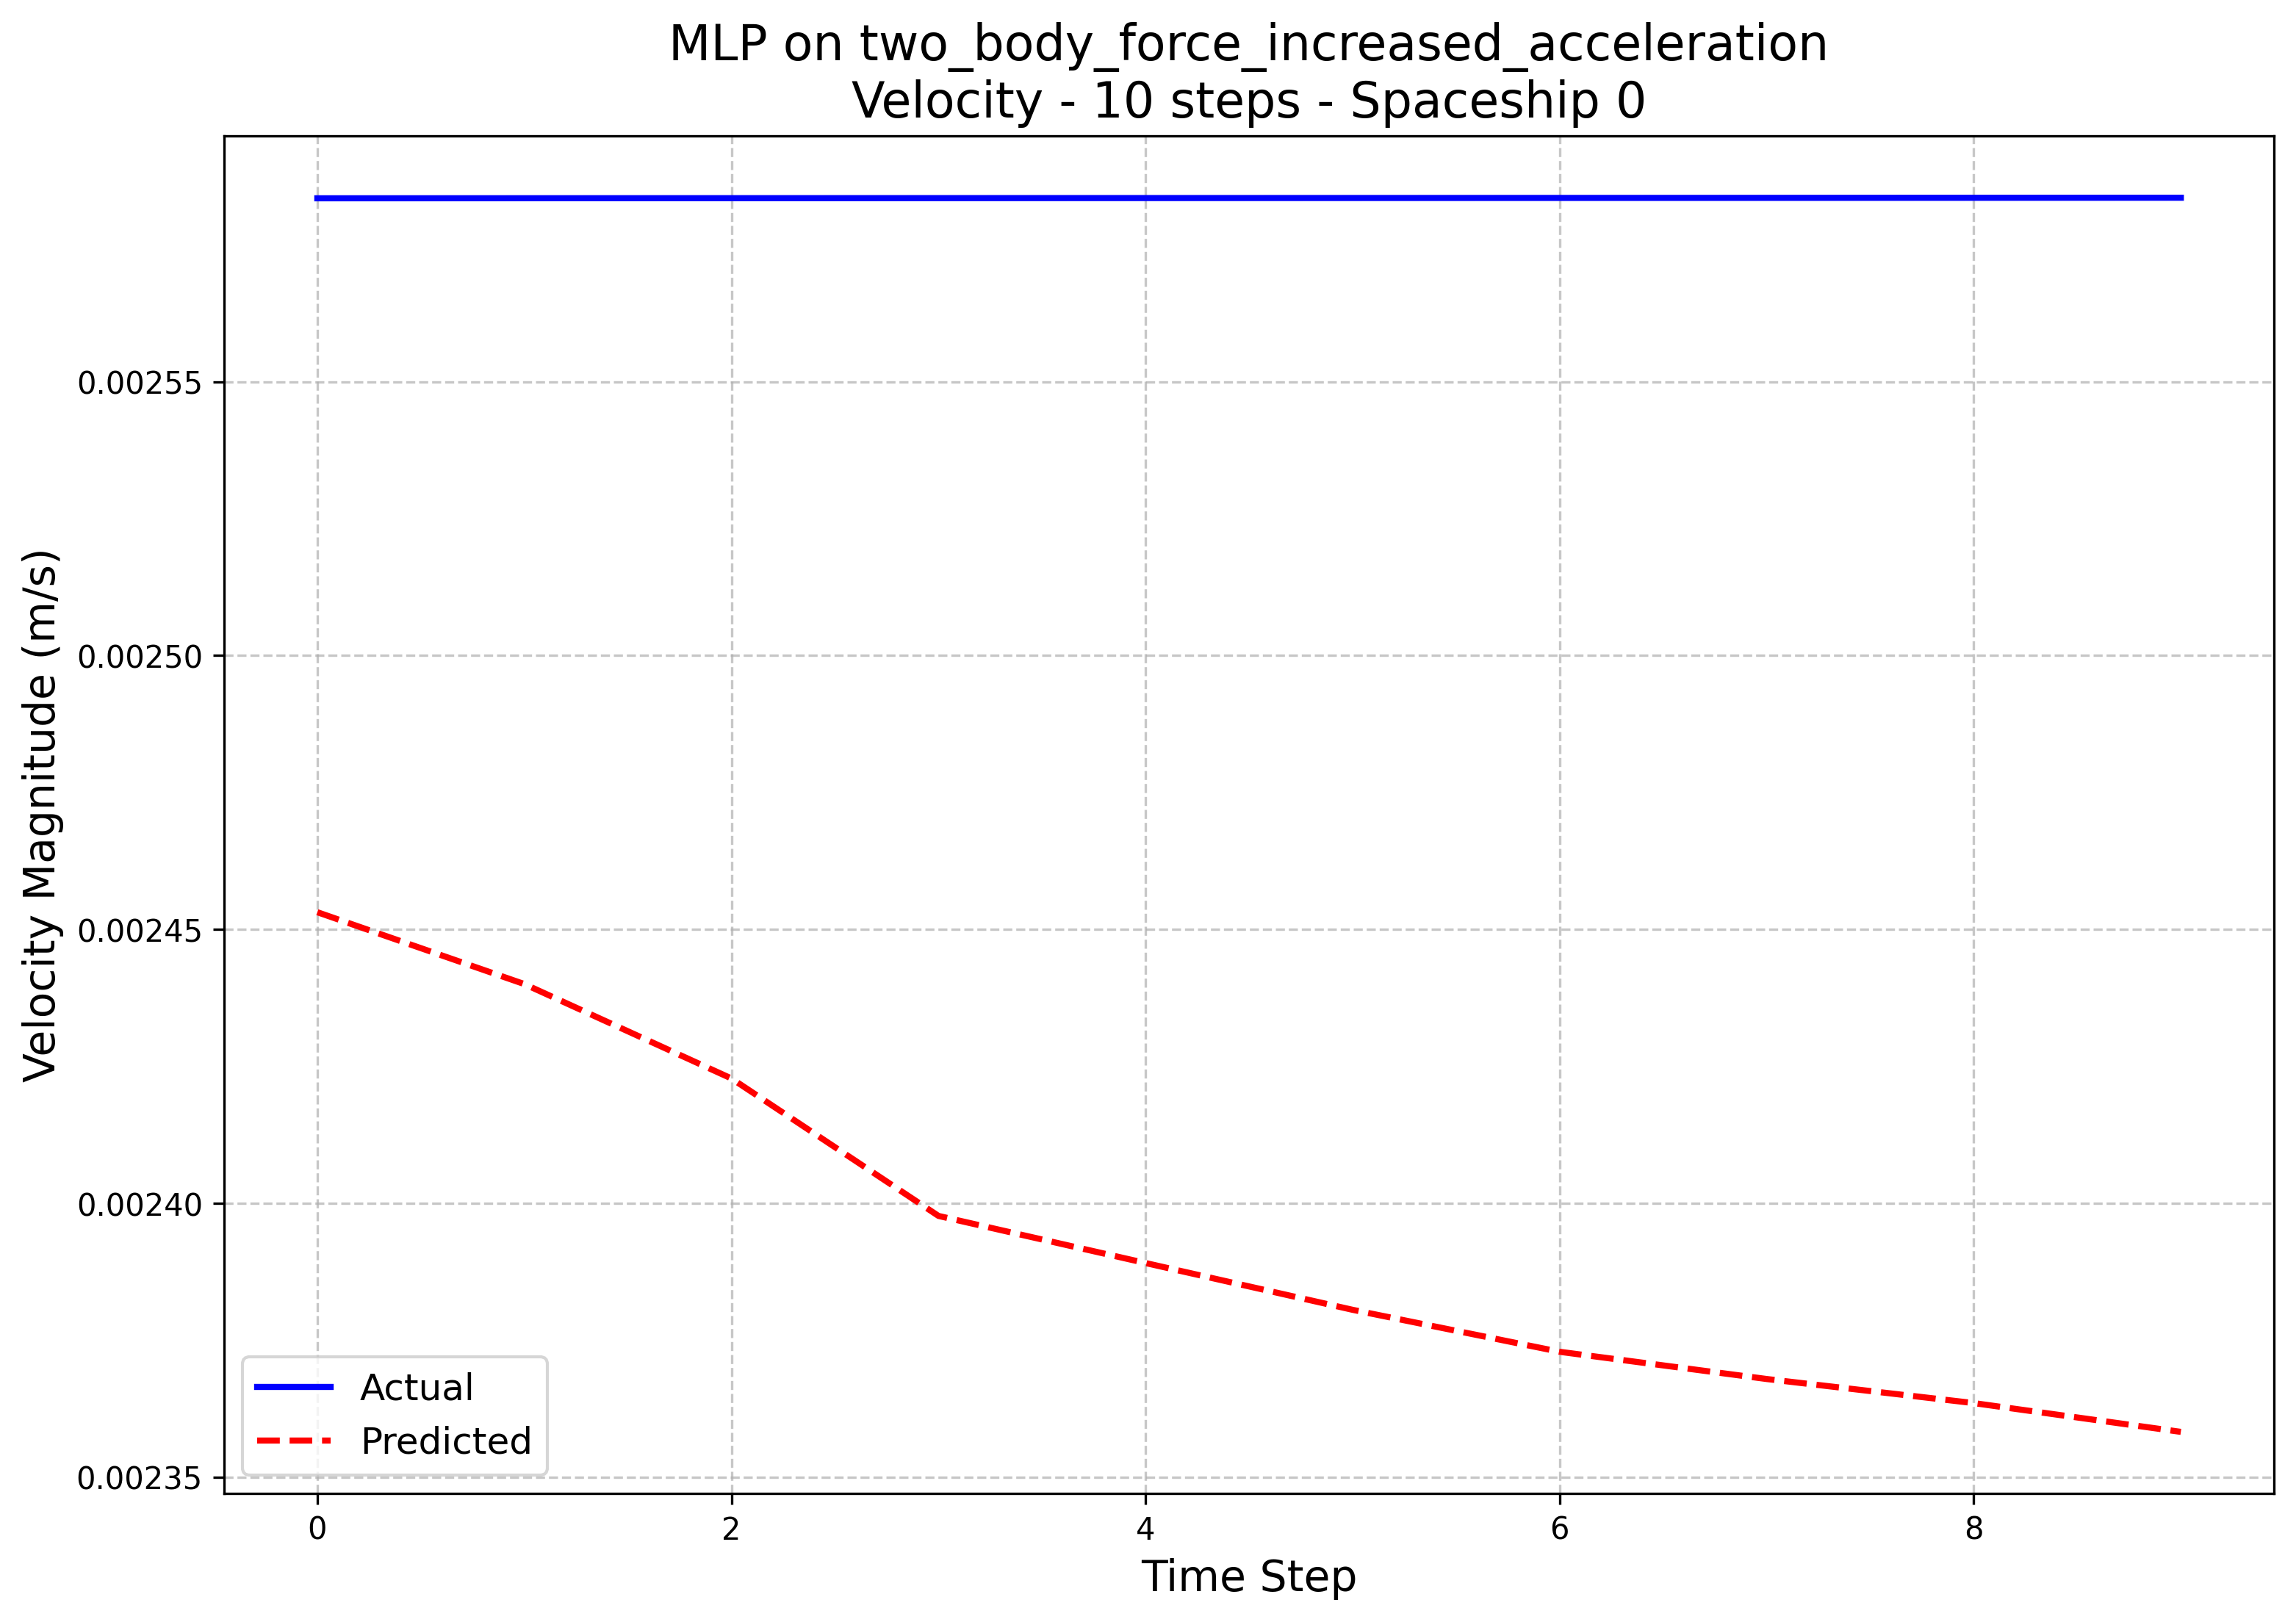 MLP on two_body_force_increased_acceleration
Velocity - 10 steps - Spaceship 0
Velocity Magnitude (m/s)
0.00255
0.00250
0.00245
0.00240
0.00235
Actual
Predicted
0 2 4 6 8
Time Step